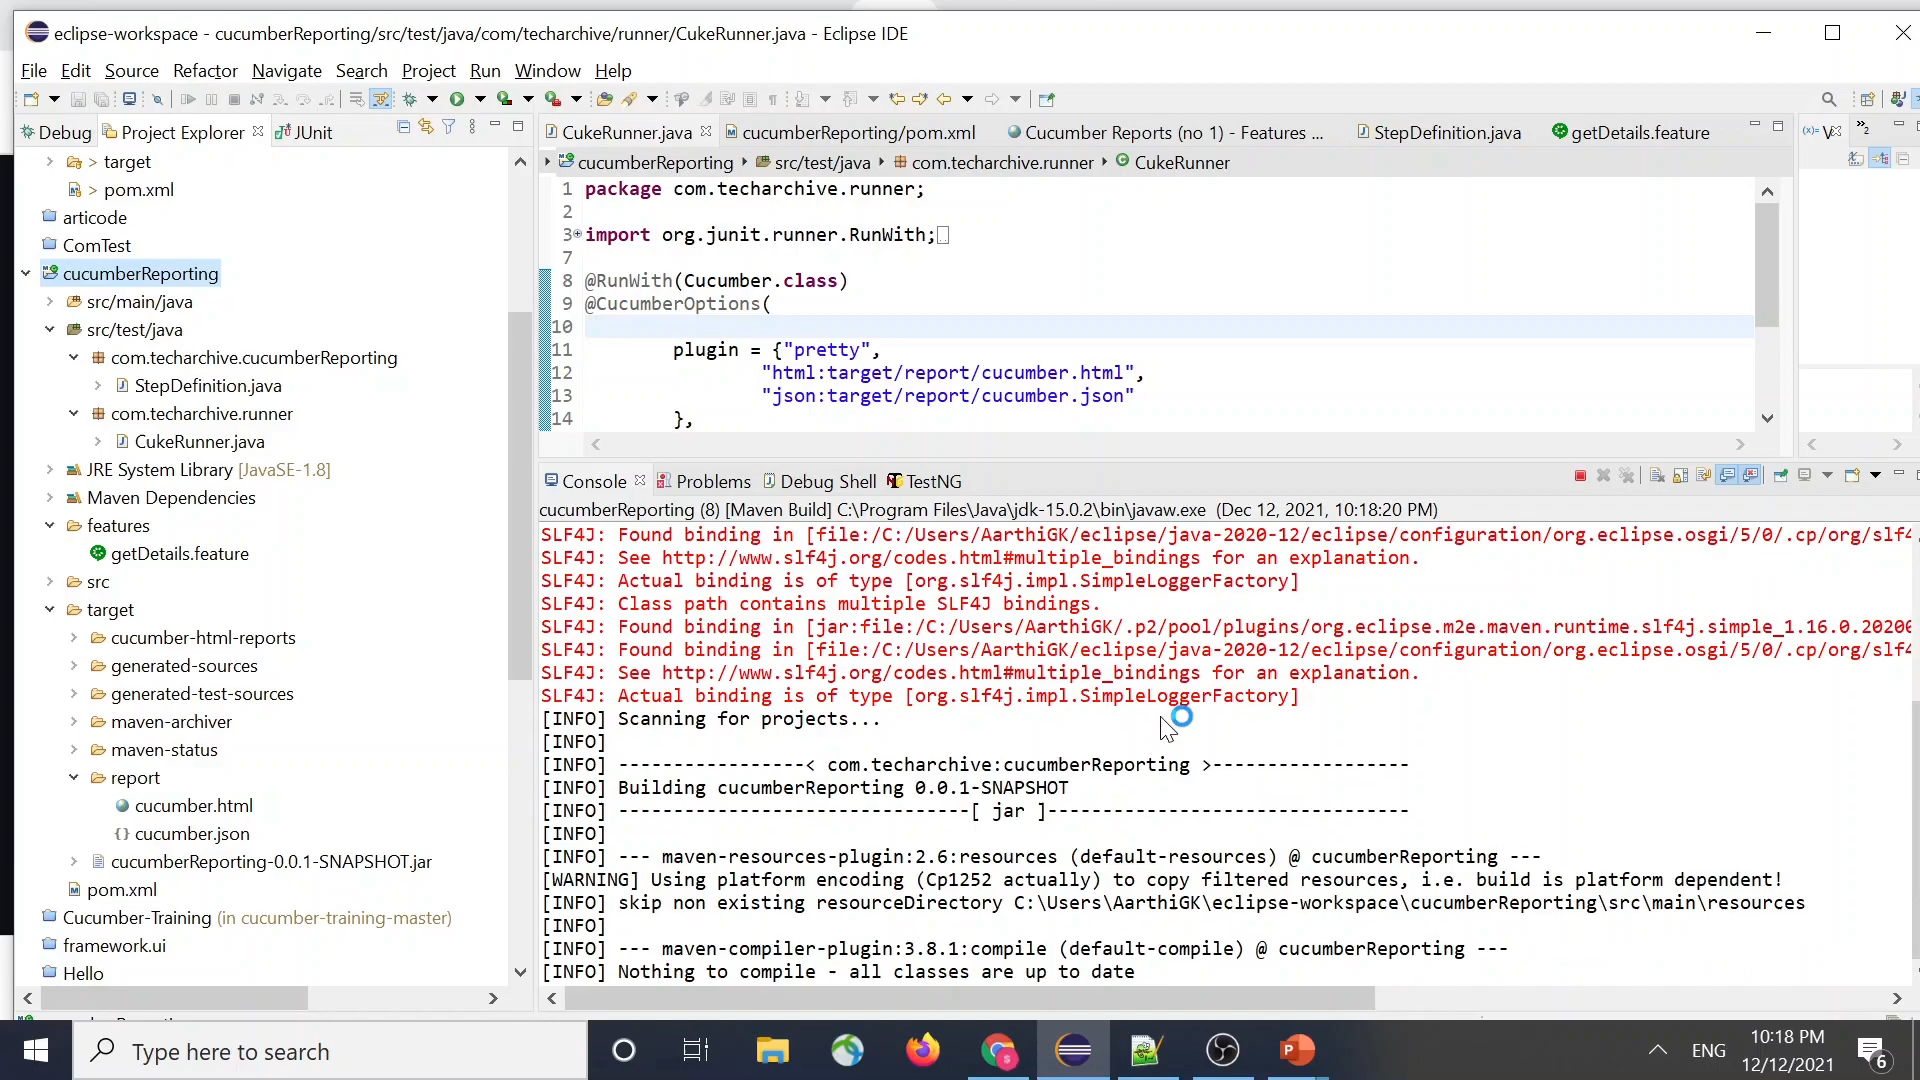 eclipse-workspace - cucumberReporting/src/test/java/com/techarchive/runner/CukeRunner.java - Eclipse IDE
File Edit Source Refactor Navigate Search Project Run Window Help
Debug Project Explorer JUnit
> target
> pom.xml
articode
ComTest
cucumberReporting
src/main/java
src/test/java
com.techarchive.cucumberReporting
StepDefinition.java
com.techarchive.runner
CukeRunner.java
JRE System Library [JavaSE-1.8]
Maven Dependencies
features
getDetails.feature
src
target
cucumber-html-reports
generated-sources
generated-test-sources
maven-archiver
maven-status
report
cucumber.html
cucumber.json
cucumberReporting-0.0.1-SNAPSHOT.jar
pom.xml
Cucumber-Training (in cucumber-training-master)
framework.ui
Hello
CukeRunner.java cucumberReporting/pom.xml Cucumber Reports (no 1) - Features ... StepDefinition.java getDetails.feature
cucumberReporting src/test/java com.techarchive.runner CukeRunner
1 package com.techarchive.runner;
2
3 import org.junit.runner.RunWith;
7
8 @RunWith(Cucumber.class)
9 @CucumberOptions(
10
11 plugin = {"pretty",
12 "html:target/report/cucumber.html",
13 "json:target/report/cucumber.json"
14 },
Console Problems Debug Shell TestNG
cucumberReporting (8) [Maven Build] C:\Program Files\Java\jdk-15.0.2\bin\javaw.exe (Dec 12, 2021, 10:18:20 PM)
SLF4J: Found binding in [file:/C:/Users/AarthiGK/eclipse/java-2020-12/eclipse/configuration/org.eclipse.osgi/5/0/.cp/org/slf4
SLF4J: See http://www.slf4j.org/codes.html#multiple_bindings for an explanation.
SLF4J: Actual binding is of type [org.slf4j.impl.SimpleLoggerFactory]
SLF4J: Class path contains multiple SLF4J bindings.
SLF4J: Found binding in [jar:file:/C:/Users/AarthiGK/.p2/pool/plugins/org.eclipse.m2e.maven.runtime.slf4j.simple_1.16.0.20200
SLF4J: Found binding in [file:/C:/Users/AarthiGK/eclipse/java-2020-12/eclipse/configuration/org.eclipse.osgi/5/0/.cp/org/slf4
SLF4J: See http://www.slf4j.org/codes.html#multiple_bindings for an explanation.
SLF4J: Actual binding is of type [org.slf4j.impl.SimpleLoggerFactory]
[INFO] Scanning for projects...
[INFO]
[INFO] -----------------< com.techarchive:cucumberReporting >------------------
[INFO] Building cucumberReporting 0.0.1-SNAPSHOT
[INFO] --------------------------------[ jar ]---------------------------------
[INFO]
[INFO] --- maven-resources-plugin:2.6:resources (default-resources) @ cucumberReporting ---
[WARNING] Using platform encoding (Cp1252 actually) to copy filtered resources, i.e. build is platform dependent!
[INFO] skip non existing resourceDirectory C:\Users\AarthiGK\eclipse-workspace\cucumberReporting\src\main\resources
[INFO]
[INFO] --- maven-compiler-plugin:3.8.1:compile (default-compile) @ cucumberReporting ---
[INFO] Nothing to compile - all classes are up to date
Type here to search
ENG
10:18 PM
12/12/2021
6